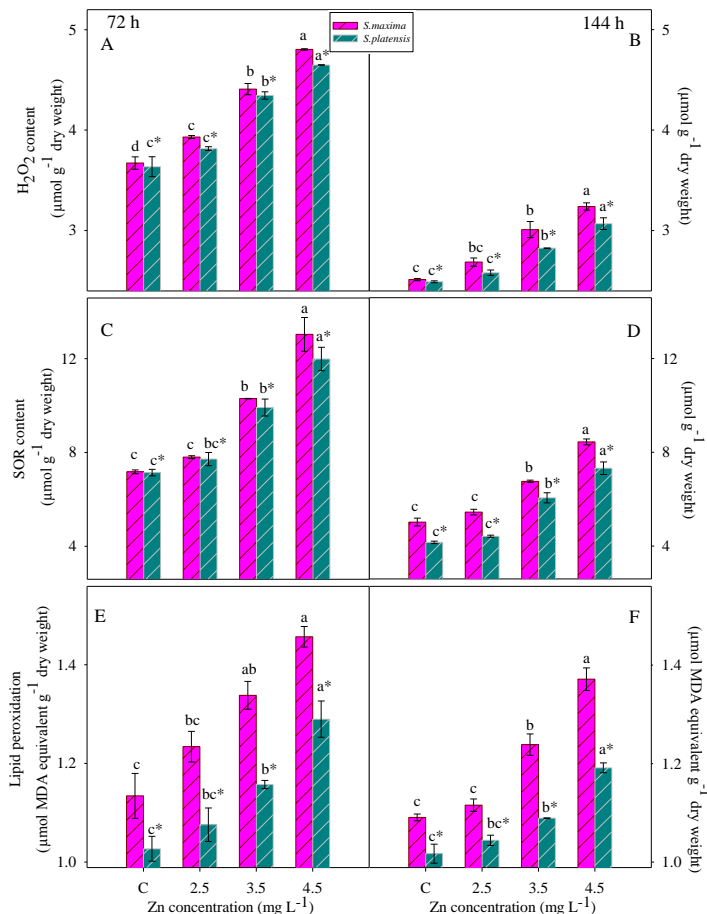 72 h
144 h
S.maxima
S.platensis
A
B
5
4
3
H₂O₂ content
(µmol g⁻¹ dry weight)
d c* c c* b b* a a*
c c* bc c* b b* a a*
5
4
3
(µmol g⁻¹ dry weight)
C
D
12
8
4
SOR content
(µmol g⁻¹ dry weight)
c c* c bc* b b* a a*
c c* c c* b b* a a*
12
8
4
(µmol g⁻¹ dry weight)
E
F
1.4
1.2
1.0
Lipid peroxidation
(µmol MDA equivalent g⁻¹ dry weight)
c c* bc bc* ab b* a a*
c c* c bc* b b* a a*
1.4
1.2
1.0
(µmol MDA equivalent g⁻¹ dry weight)
C 2.5 3.5 4.5
C 2.5 3.5 4.5
Zn concentration (mg L⁻¹)
Zn concentration (mg L⁻¹)